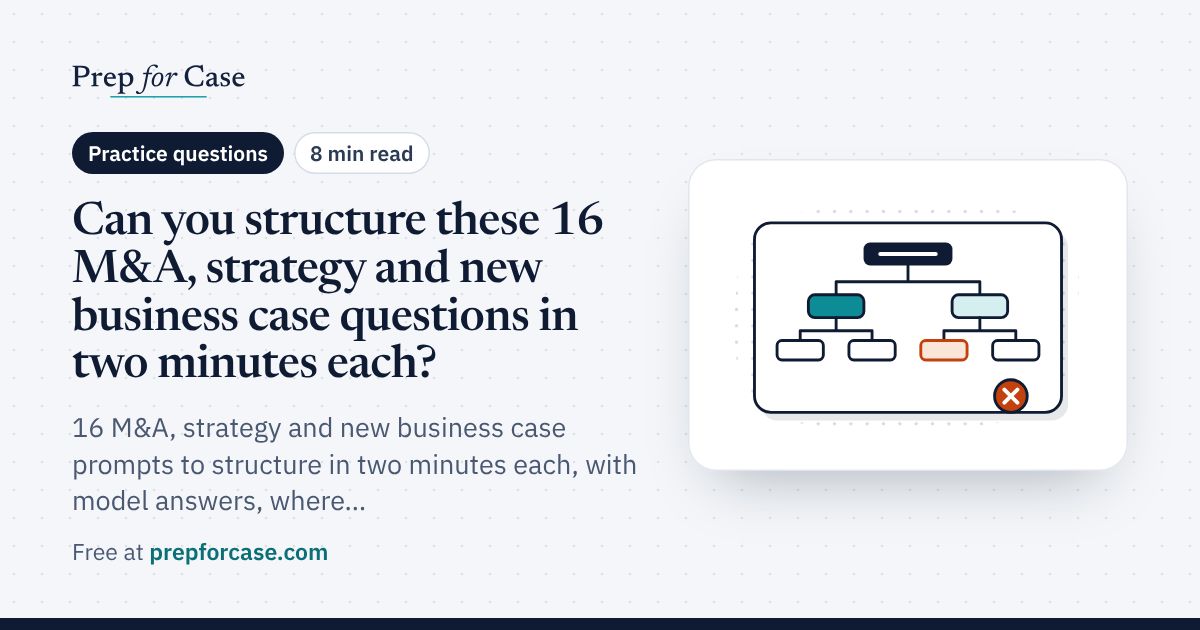 Prep for Case
Practice questions
8 min read
Can you structure these 16
M&A, strategy and new
business case questions in
two minutes each?
16 M&A, strategy and new business case
prompts to structure in two minutes each, with
model answers, where...
Free at prepforcase.com